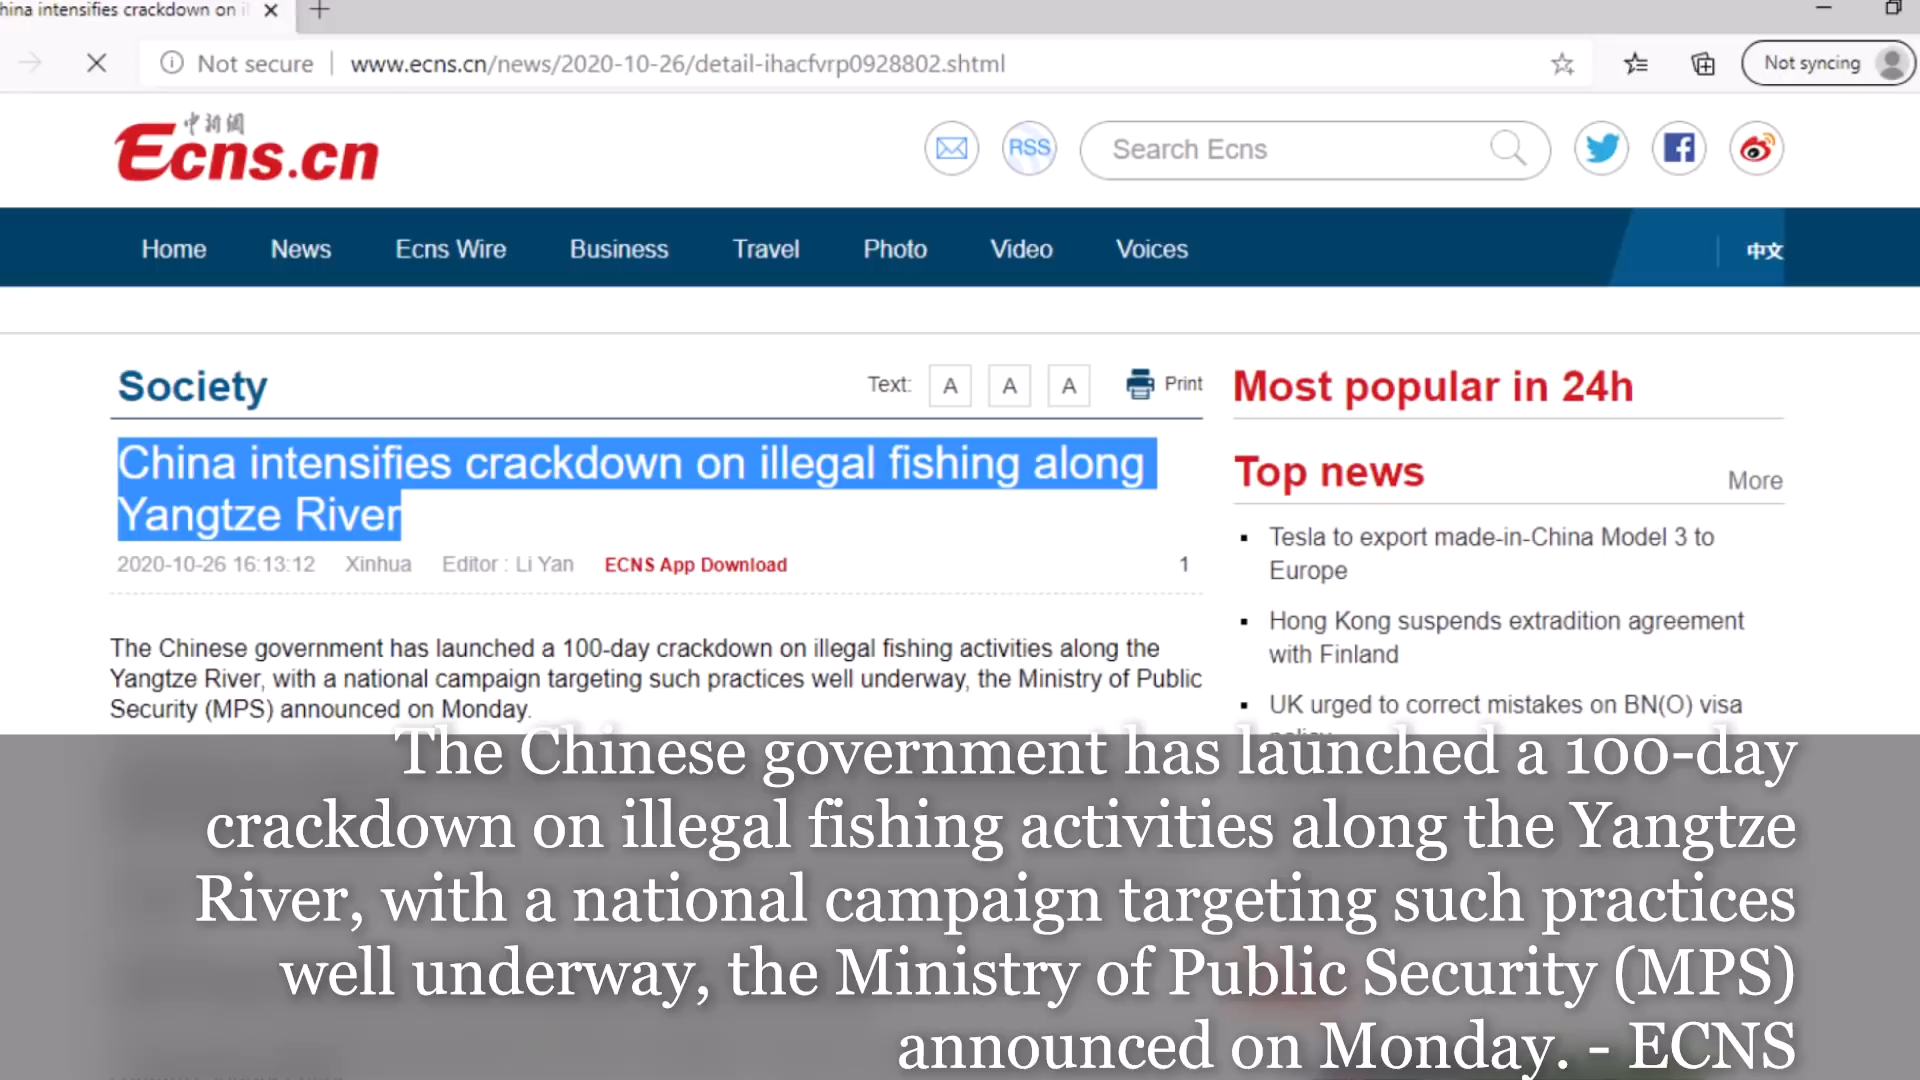 hina intensifies crackdown on i
Not secure
www.ecns.cn/news/2020-10-26/detail-ihacfvrp0928802.shtml
Not syncing
中新網
Ecns.cn
RSS
Search Ecns
Home News Ecns Wire Business Travel Photo Video Voices 中文
Society
Text: A A A Print
China intensifies crackdown on illegal fishing along
Yangtze River
2020-10-26 16:13:12 Xinhua Editor : Li Yan ECNS App Download 1
The Chinese government has launched a 100-day crackdown on illegal fishing activities along the
Yangtze River, with a national campaign targeting such practices well underway, the Ministry of Public
Security (MPS) announced on Monday.
Most popular in 24h
Top news More
Tesla to export made-in-China Model 3 to
Europe
Hong Kong suspends extradition agreement
with Finland
UK urged to correct mistakes on BN(O) visa
policy
The Chinese government has launched a 100-day
crackdown on illegal fishing activities along the Yangtze
River, with a national campaign targeting such practices
well underway, the Ministry of Public Security (MPS)
announced on Monday. - ECNS